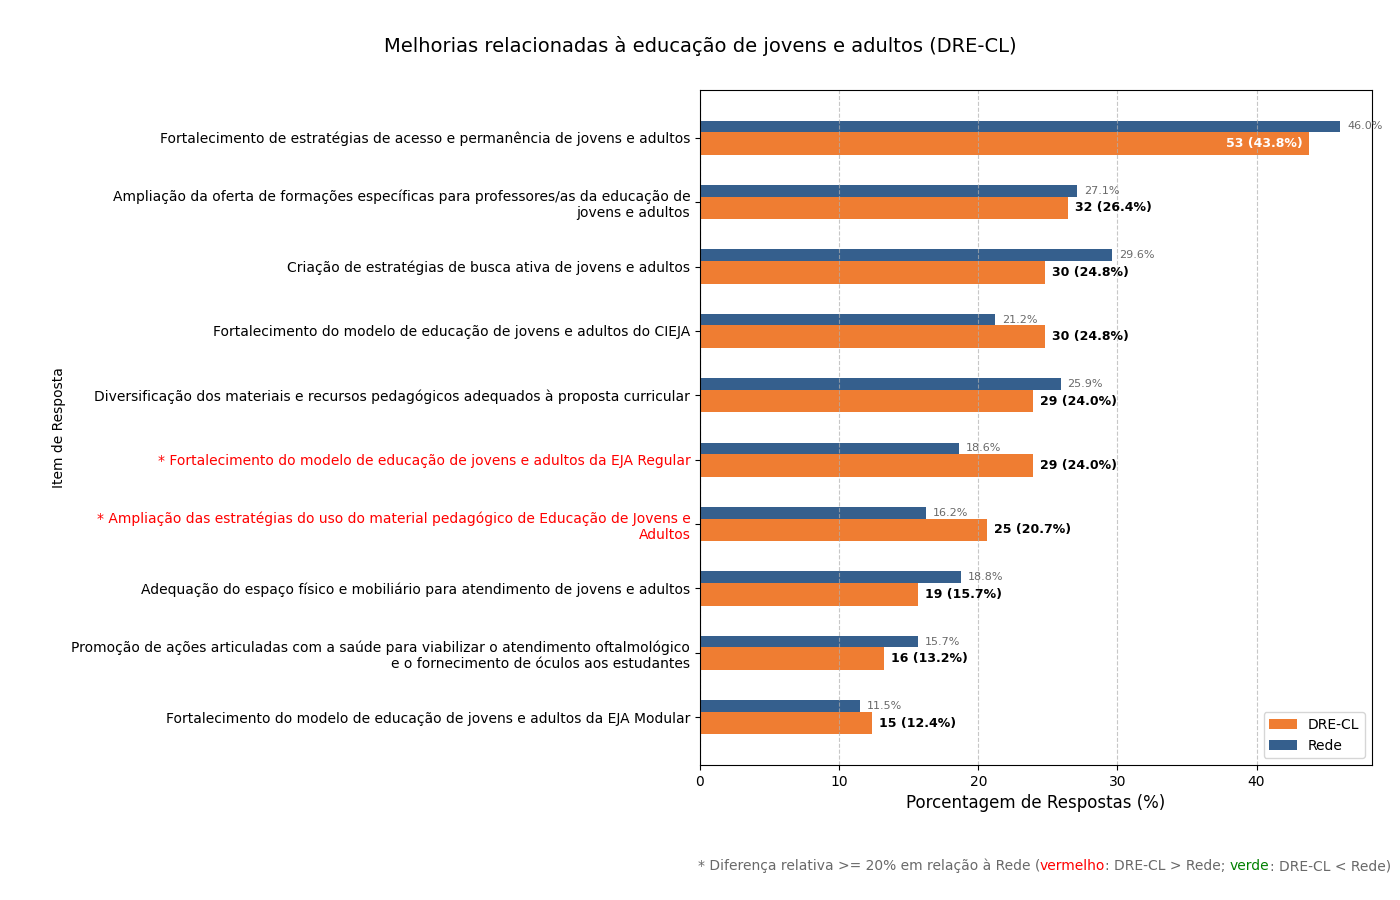 Melhorias relacionadas à educação de jovens e adultos (DRE-CL)
Item de Resposta
Fortalecimento de estratégias de acesso e permanência de jovens e adultos
46.0%
53 (43.8%)
Ampliação da oferta de formações específicas para professores/as da educação de
jovens e adultos
27.1%
32 (26.4%)
Criação de estratégias de busca ativa de jovens e adultos
29.6%
30 (24.8%)
Fortalecimento do modelo de educação de jovens e adultos do CIEJA
21.2%
30 (24.8%)
Diversificação dos materiais e recursos pedagógicos adequados à proposta curricular
25.9%
29 (24.0%)
* Fortalecimento do modelo de educação de jovens e adultos da EJA Regular
18.6%
29 (24.0%)
* Ampliação das estratégias do uso do material pedagógico de Educação de Jovens e
Adultos
16.2%
25 (20.7%)
Adequação do espaço físico e mobiliário para atendimento de jovens e adultos
18.8%
19 (15.7%)
Promoção de ações articuladas com a saúde para viabilizar o atendimento oftalmológico
e o fornecimento de óculos aos estudantes
15.7%
16 (13.2%)
Fortalecimento do modelo de educação de jovens e adultos da EJA Modular
11.5%
15 (12.4%)
DRE-CL
Rede
0 10 20 30 40
Porcentagem de Respostas (%)
* Diferença relativa >= 20% em relação à Rede (vermelho: DRE-CL > Rede; verde: DRE-CL < Rede)